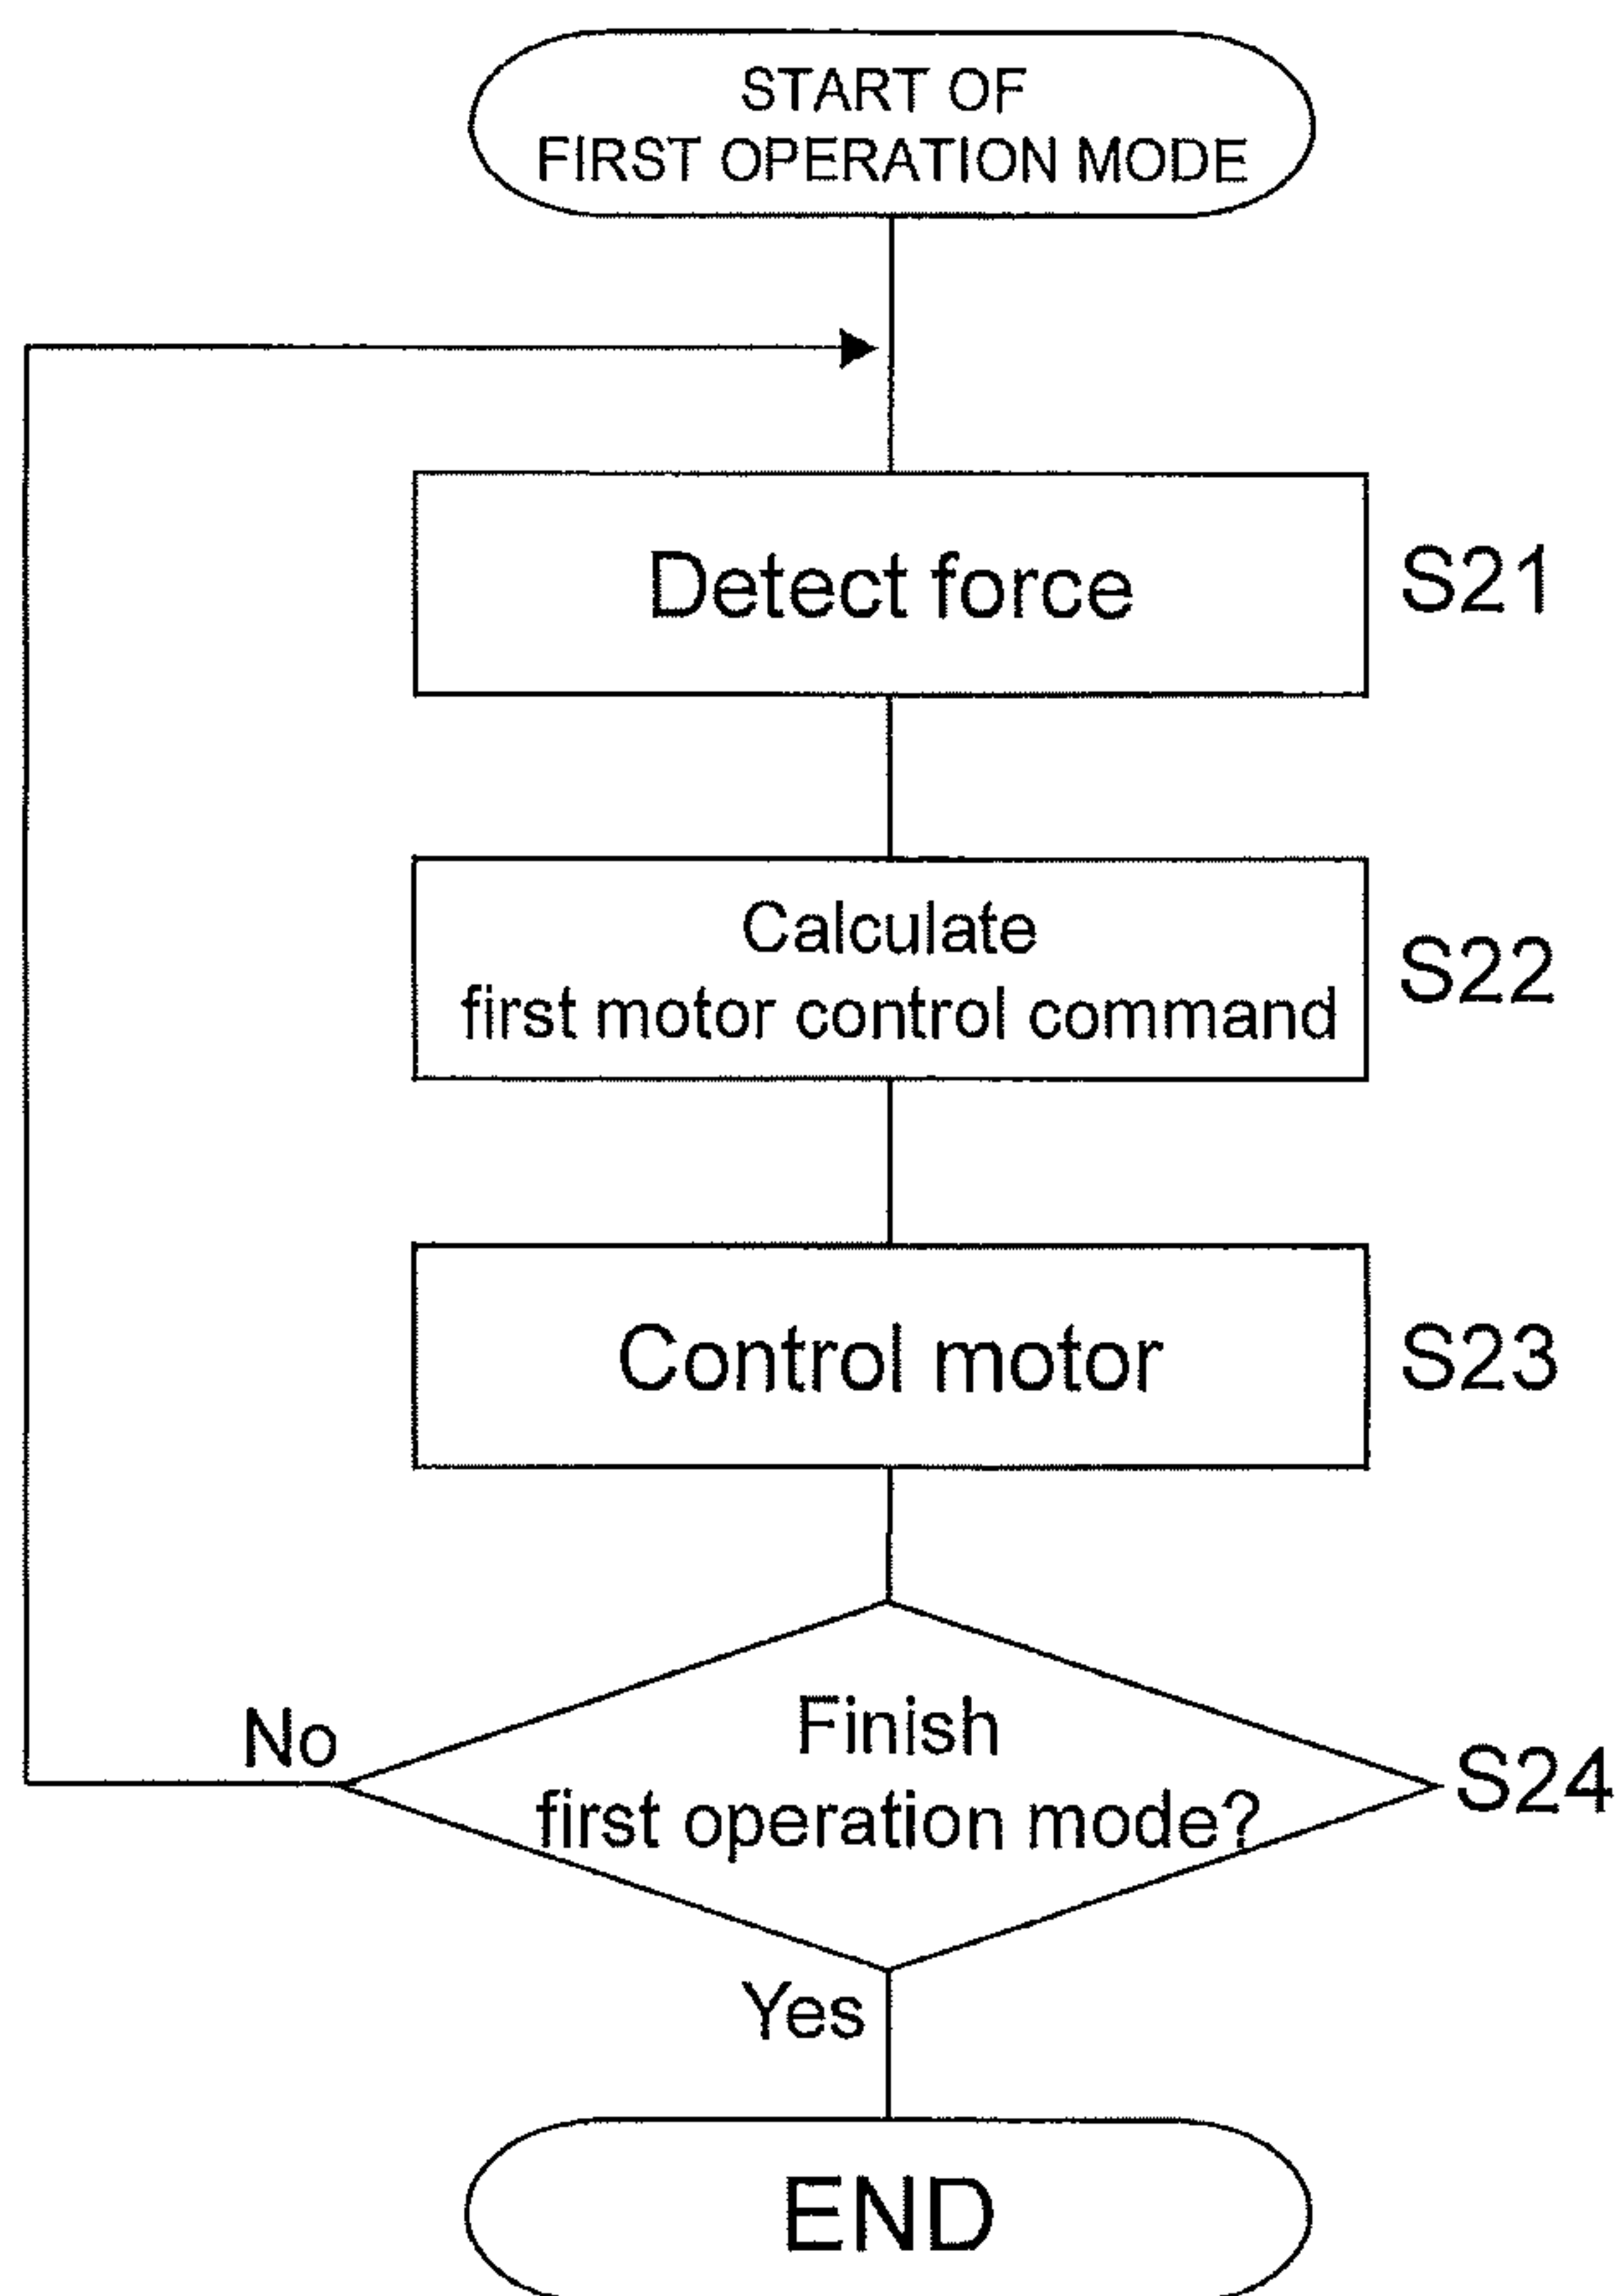 START OF
FIRST OPERATION MODE
Detect force
S21
Calculate
first motor control command
S22
Control motor
S23
Finish
first operation mode?
S24
No
Yes
END